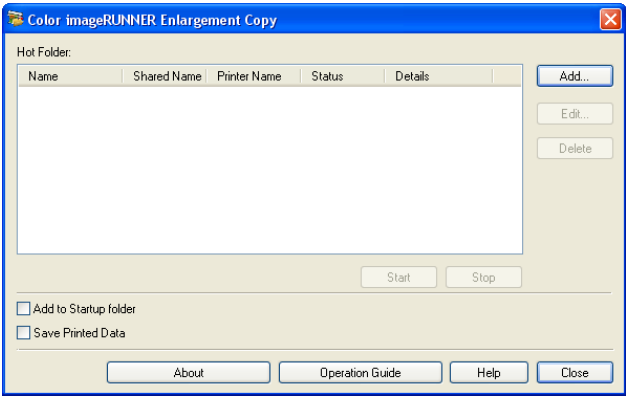 Color imageRUNNER Enlargement Copy
Hot Folder:
Name Shared Name Printer Name Status Details
Add...
Edit...
Delete
Start Stop
Add to Startup folder
Save Printed Data
About Operation Guide Help Close